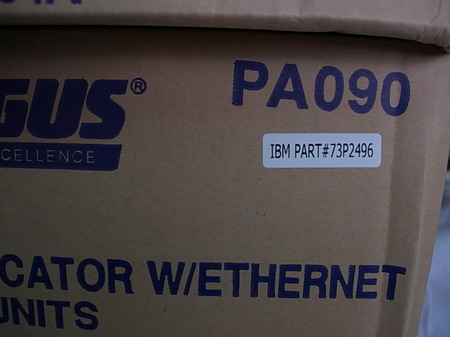 GUS® PA090
CELLENCE
IBM PART#73P2496
CATOR W/ETHERNET
UNITS